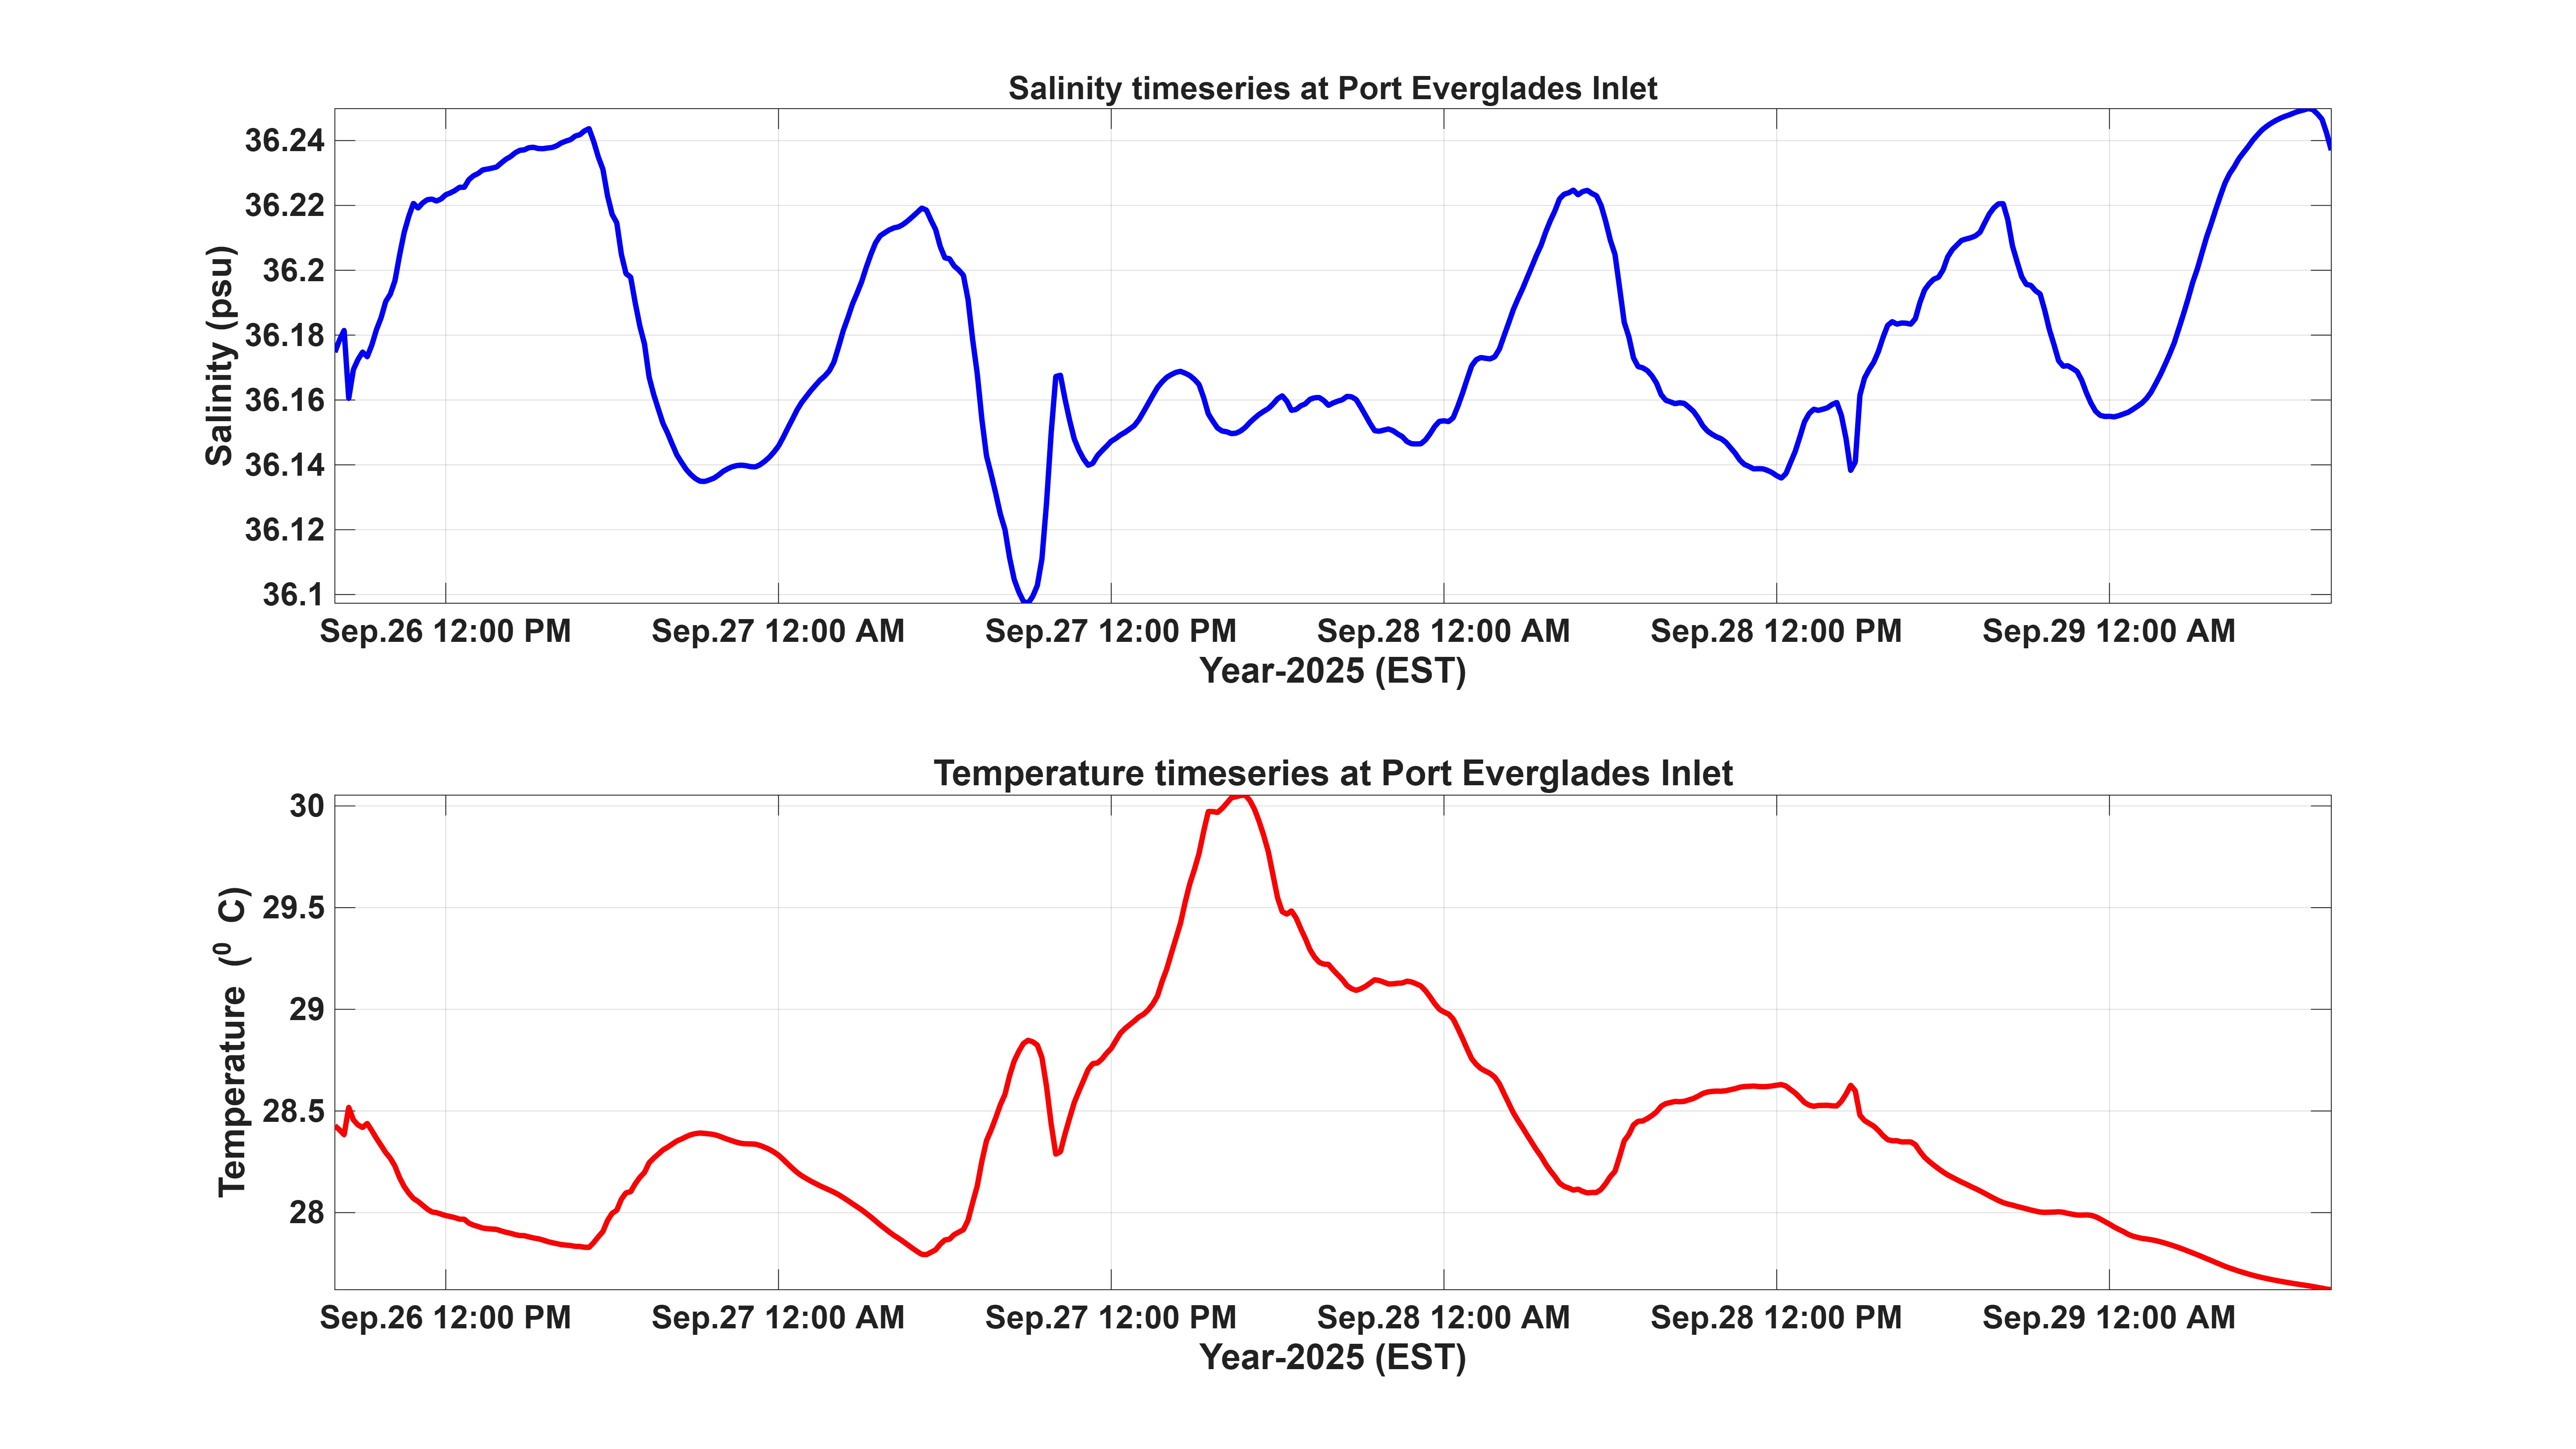 Salinity timeseries at Port Everglades Inlet
Salinity (psu)
36.24
36.22
36.2
36.18
36.16
36.14
36.12
36.1
Sep.26 12:00 PM Sep.27 12:00 AM Sep.27 12:00 PM Sep.28 12:00 AM Sep.28 12:00 PM Sep.29 12:00 AM
Year-2025 (EST)
Temperature timeseries at Port Everglades Inlet
Temperature (⁰ C)
30
29.5
29
28.5
28
Sep.26 12:00 PM Sep.27 12:00 AM Sep.27 12:00 PM Sep.28 12:00 AM Sep.28 12:00 PM Sep.29 12:00 AM
Year-2025 (EST)